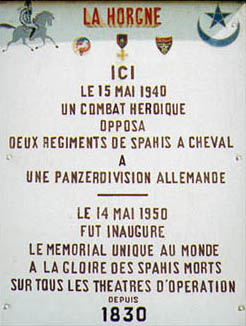 LA HORGNE
ICI
LE 15 MAI 1940
UN COMBAT HEROIQUE
OPPOSA
DEUX REGIMENTS DE SPAHIS A CHEVAL
A
UNE PANZERDIVISION ALLEMANDE
LE 14 MAI 1950
FUT INAUGURE
LE MEMORIAL UNIQUE AU MONDE
A LA GLOIRE DES SPAHIS MORTS
SUR TOUS LES THEATRES D'OPERATION
DEPUIS
1830